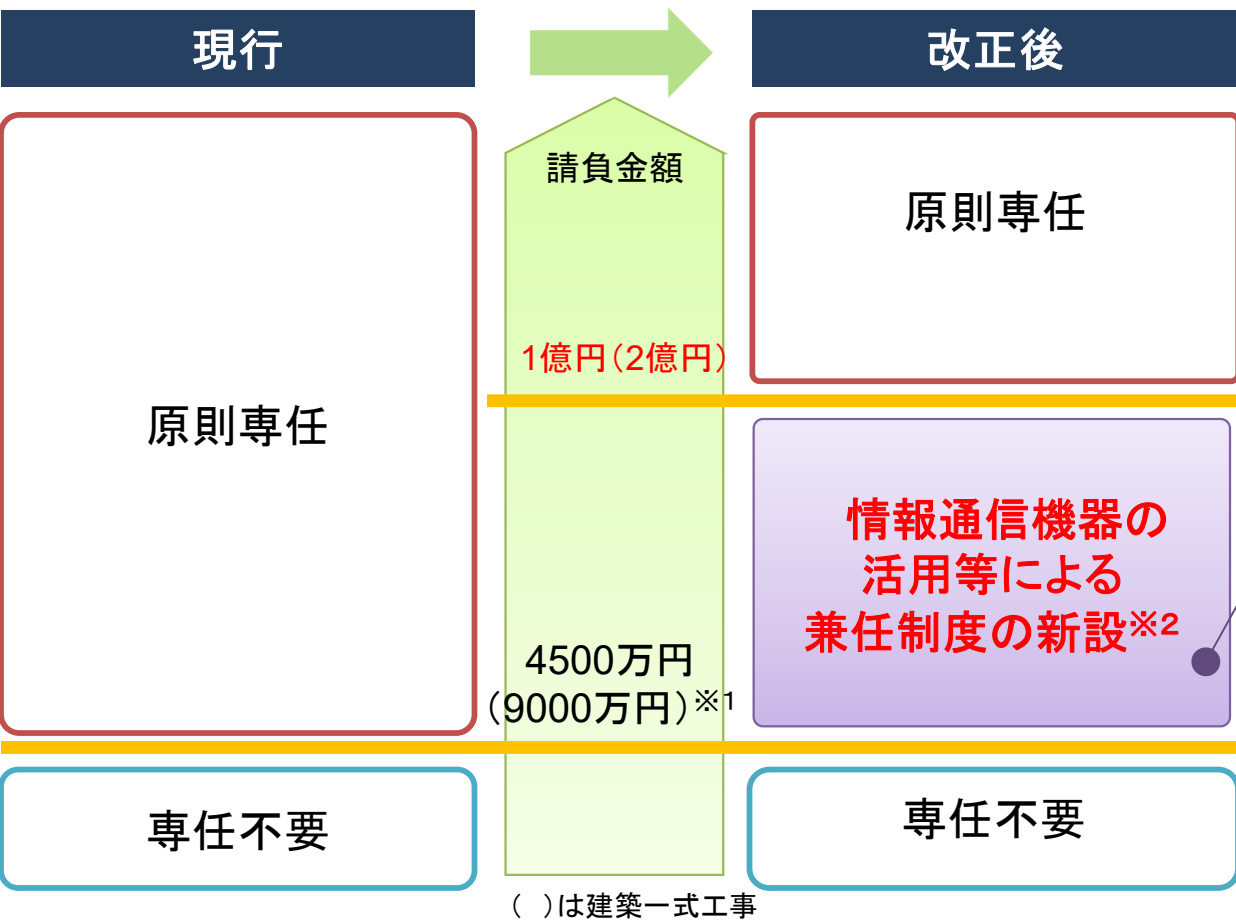 現行
改正後
請負金額
原則専任
1億円（2億円）
原則専任
情報通信機器の
活用等による
兼任制度の新設※2
4500万円
（9000万円）※1
専任不要
専任不要
（　）は建築一式工事